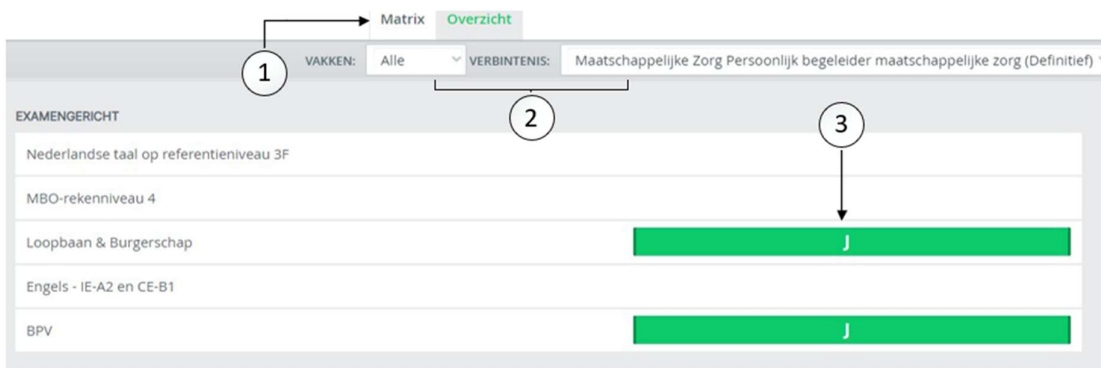 Matrix Overzicht
1 VAKKEN: Alle VERBINTENIS: Maatschappelijke Zorg Persoonlijk begeleider maatschappelijke zorg (Definitief)
2
3
EXAMENGERICHT
Nederlandse taal op referentieniveau 3F
MBO-rekenniveau 4
Loopbaan & Burgerschap J
Engels - IE-A2 en CE-B1
BPV J